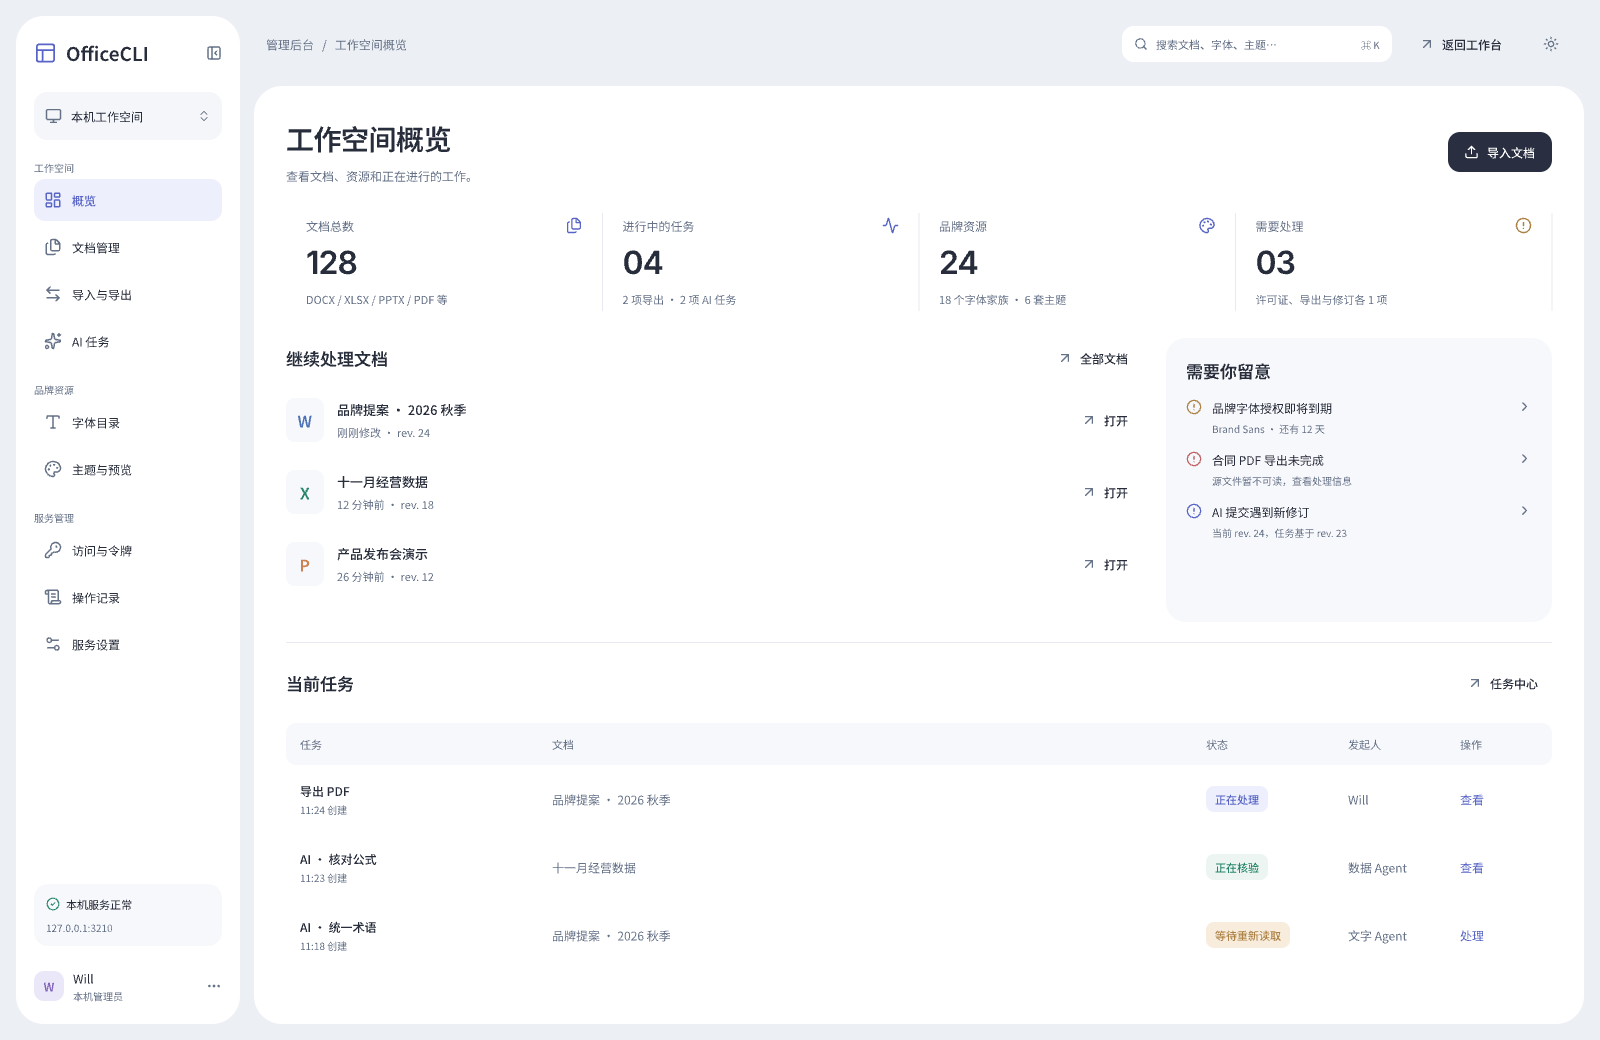 OfficeCLI
本机工作空间
工作空间
概览
文档管理
导入与导出
AI 任务
品牌资源
字体目录
主题与预览
服务管理
访问与令牌
操作记录
服务设置
本机服务正常
127.0.0.1:3210
W
Will
本机管理员
管理后台 / 工作空间概览
搜索文档、字体、主题… ⌘ K
返回工作台
工作空间概览
查看文档、资源和正在进行的工作。
导入文档
文档总数
128
DOCX / XLSX / PPTX / PDF 等
进行中的任务
04
2 项导出 · 2 项 AI 任务
品牌资源
24
18 个字体家族 · 6 套主题
需要处理
03
许可证、导出与修订各 1 项
继续处理文档
全部文档
W
品牌提案 · 2026 秋季
刚刚修改 · rev. 24
打开
X
十一月经营数据
12 分钟前 · rev. 18
打开
P
产品发布会演示
26 分钟前 · rev. 12
打开
需要你留意
品牌字体授权即将到期
Brand Sans · 还有 12 天
合同 PDF 导出未完成
源文件暂不可读，查看处理信息
AI 提交遇到新修订
当前 rev. 24，任务基于 rev. 23
当前任务
任务中心
任务 文档 状态 发起人 操作
导出 PDF
11:24 创建
品牌提案 · 2026 秋季
正在处理
Will
查看
AI · 核对公式
11:23 创建
十一月经营数据
正在核验
数据 Agent
查看
AI · 统一术语
11:18 创建
品牌提案 · 2026 秋季
等待重新读取
文字 Agent
处理